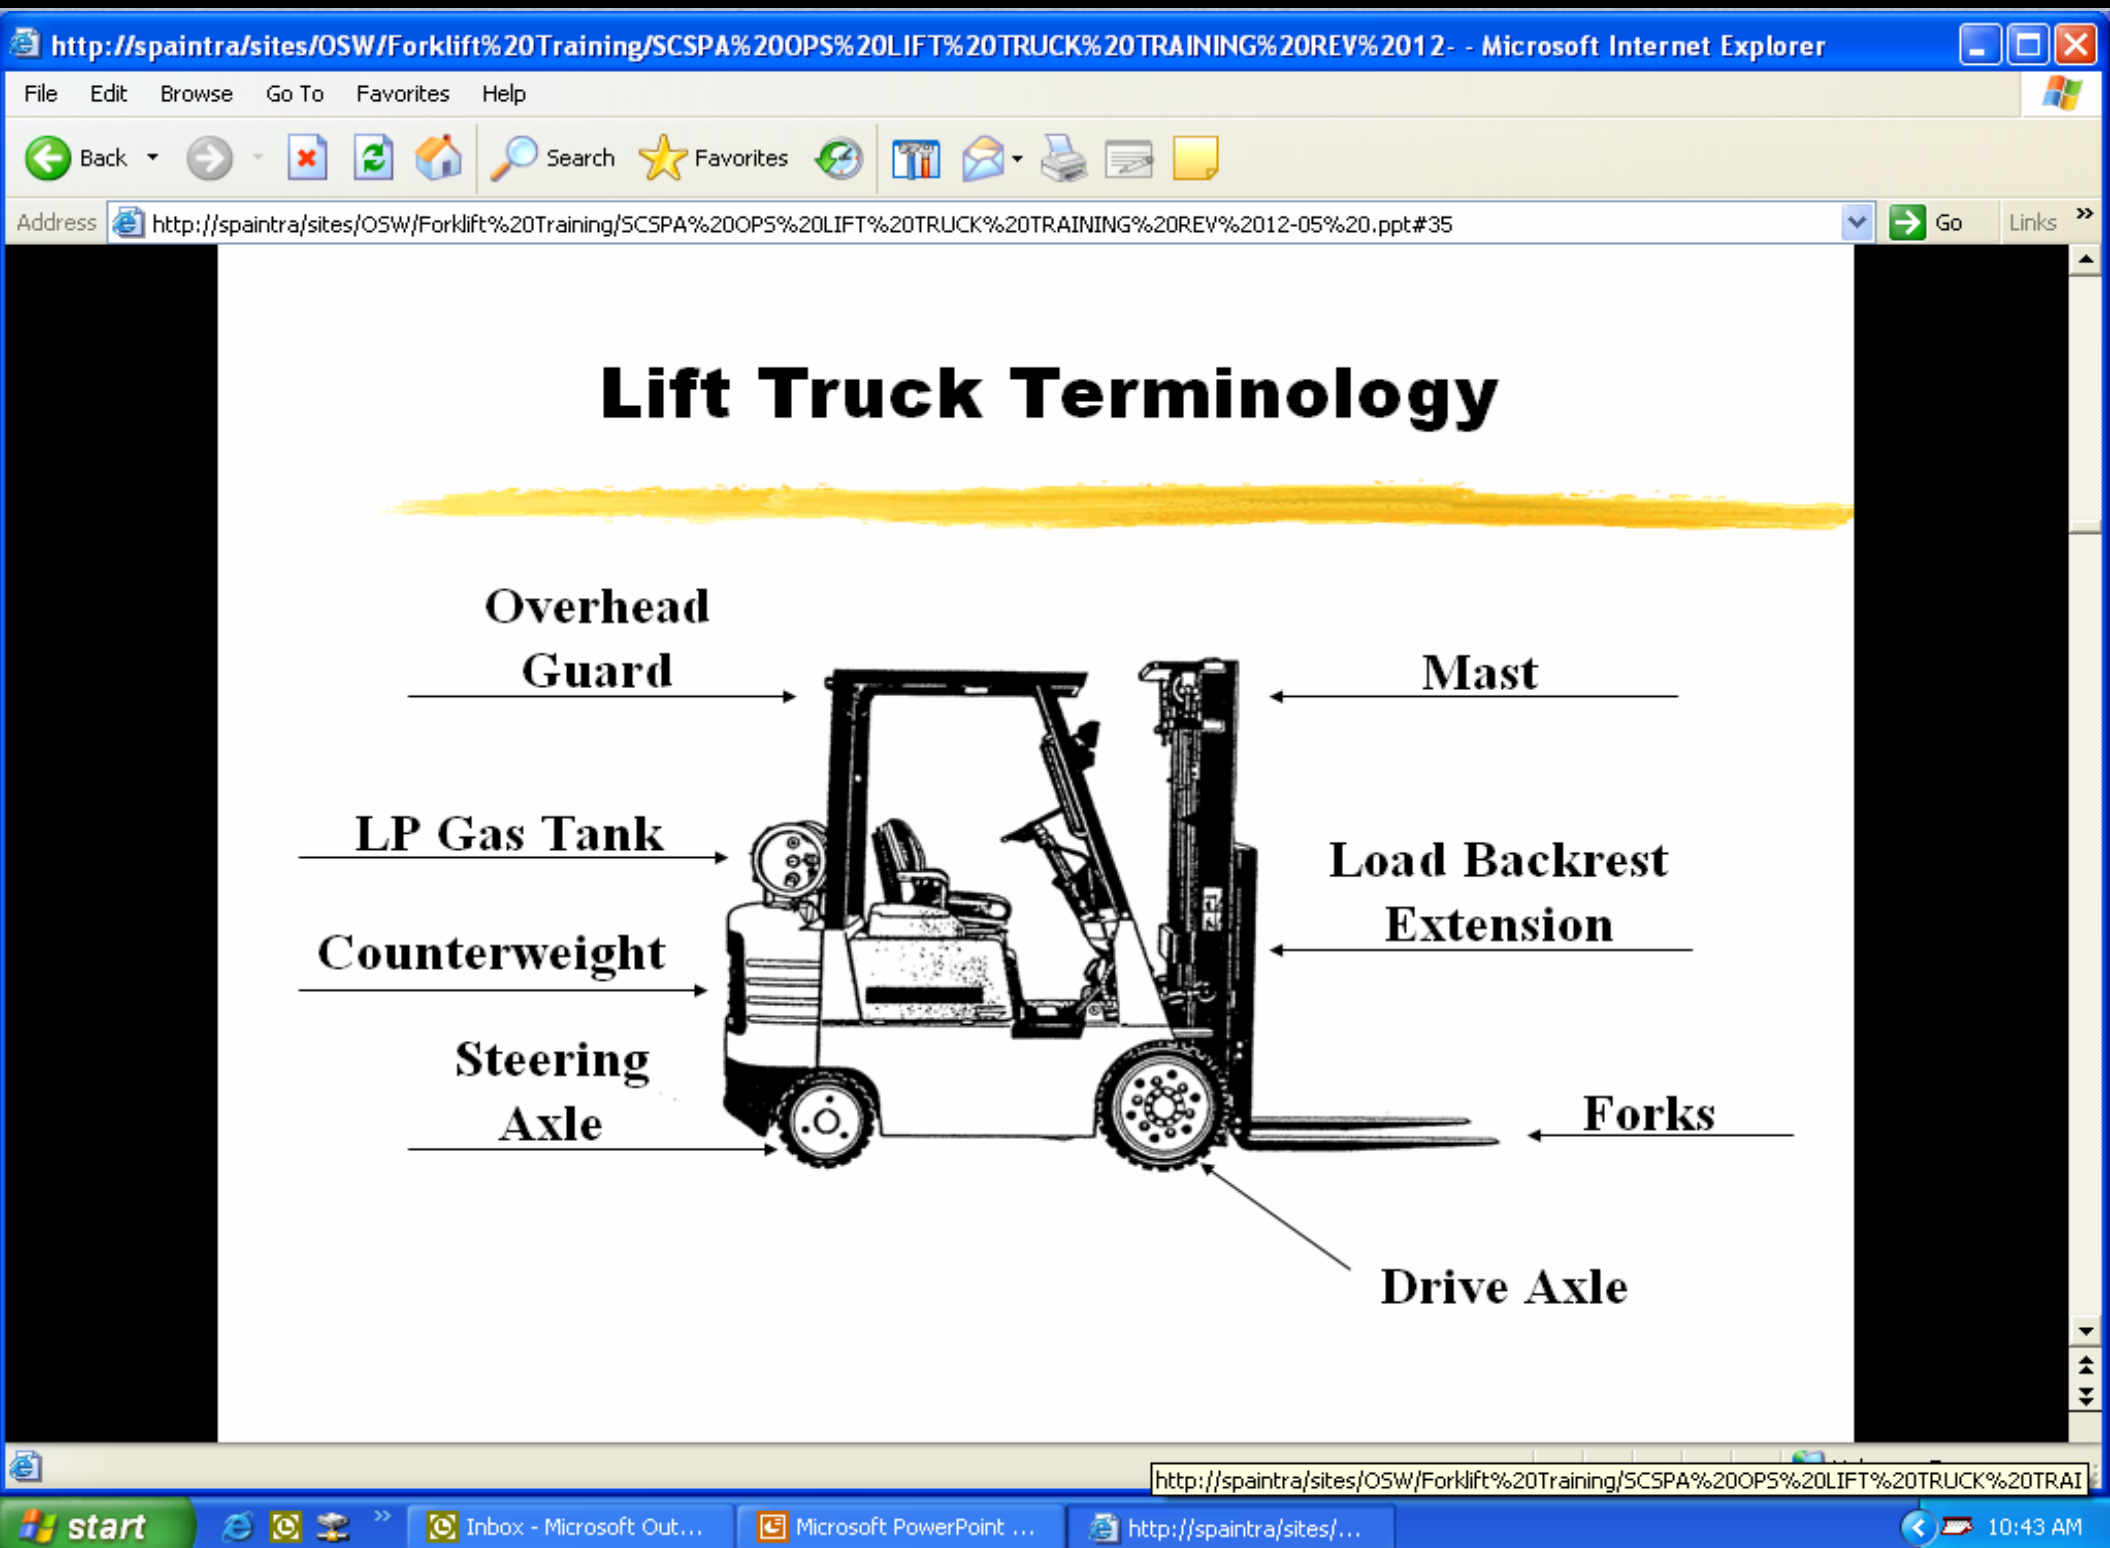 http://spaintra/sites/OSW/Forklift%20Training/SCSPA%20OPS%20LIFT%20TRUCK%20TRAINING%20REV%2012- - Microsoft Internet Explorer
File Edit Browse Go To Favorites Help
Back Search Favorites
Address http://spaintra/sites/OSW/Forklift%20Training/SCSPA%20OPS%20LIFT%20TRUCK%20TRAINING%20REV%2012-05%20.ppt#35 Go Links »
Lift Truck Terminology
Overhead
Guard
Mast
LP Gas Tank
Load Backrest
Extension
Counterweight
Steering
Axle
Forks
Drive Axle
http://spaintra/sites/OSW/Forklift%20Training/SCSPA%20OPS%20LIFT%20TRUCK%20TRAI
start » Inbox - Microsoft Out... Microsoft PowerPoint ... http://spaintra/sites/... 10:43 AM